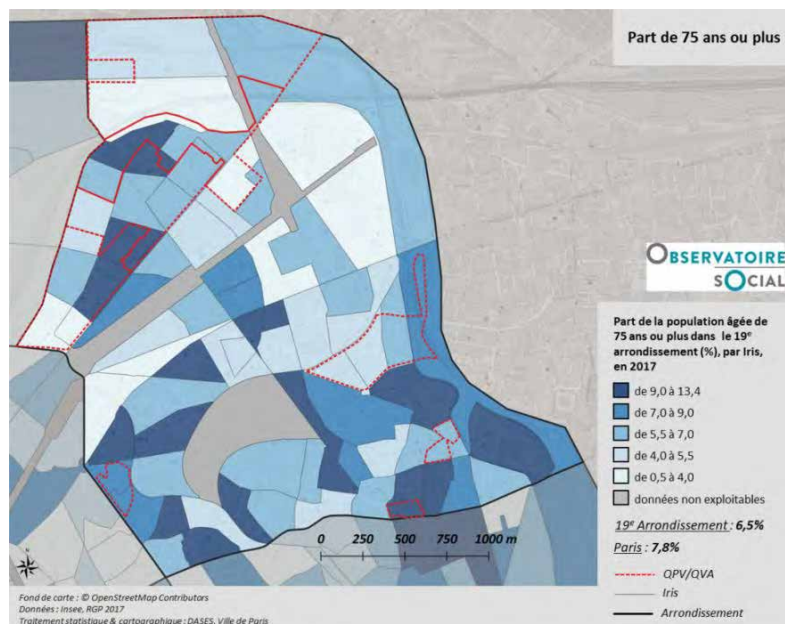 Part de 75 ans ou plus
OBSERVATOIRE
SOCIAL
Part de la population âgée de
75 ans ou plus dans le 19e
arrondissement (%), par Iris,
en 2017
de 9,0 à 13,4
de 7,0 à 9,0
de 5,5 à 7,0
de 4,0 à 5,5
de 0,5 à 4,0
données non exploitables
19e Arrondissement : 6,5%
Paris : 7,8%
QPV/QVA
Iris
Arrondissement
0 250 500 750 1000 m
N
Fond de carte : © OpenStreetMap Contributors
Données : Insee, RGP 2017
Traitement statistique & cartographique : DASES, Ville de Paris